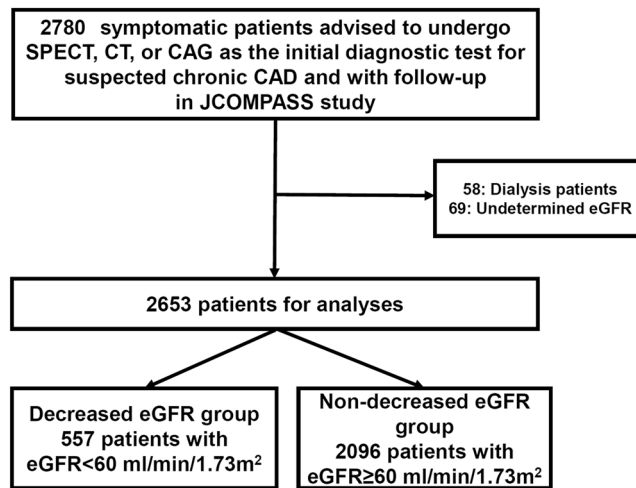 2780 symptomatic patients advised to undergo
SPECT, CT, or CAG as the initial diagnostic test for
suspected chronic CAD and with follow-up
in JCOMPASS study
58: Dialysis patients
69: Undetermined eGFR
2653 patients for analyses
Decreased eGFR group
557 patients with
eGFR<60 ml/min/1.73m²
Non-decreased eGFR
group
2096 patients with
eGFR≥60 ml/min/1.73m²